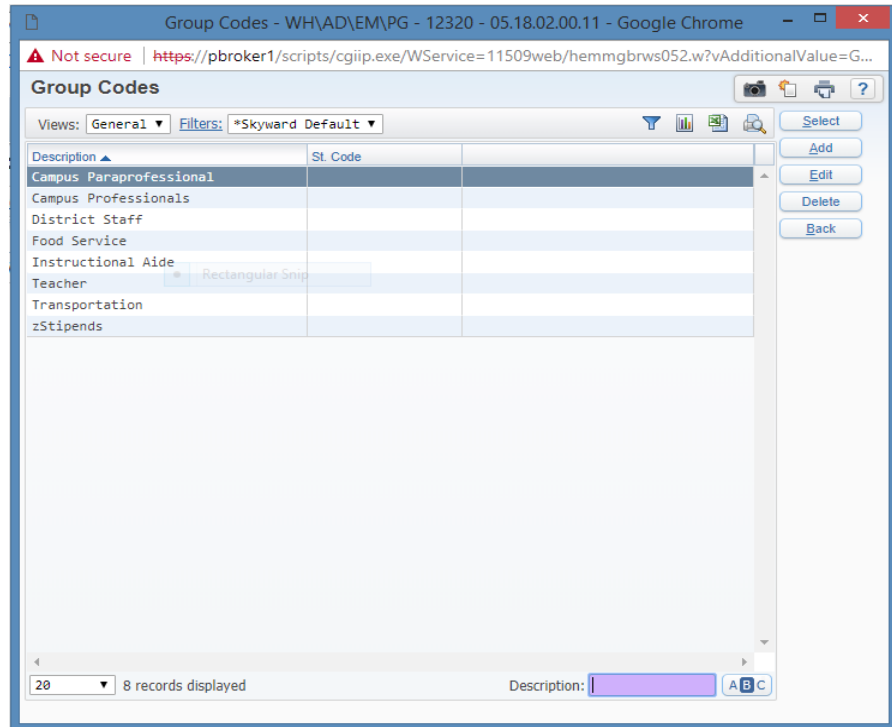 Group Codes - WH\AD\EM\PG - 12320 - 05.18.02.00.11 - Google Chrome
Not secure | https://pbroker1/scripts/cgiip.exe/WService=11509web/hemmgbrws052.w?vAdditionalValue=G...
Group Codes
?
Views: General ▼ Filters: *Skyward Default ▼
Select
Add
Edit
Delete
Back
Description St. Code
Campus Paraprofessional
Campus Professionals
District Staff
Food Service
Instructional Aide
Rectangular Snip
Teacher
Transportation
zStipends
20 ▼ 8 records displayed Description: A B C